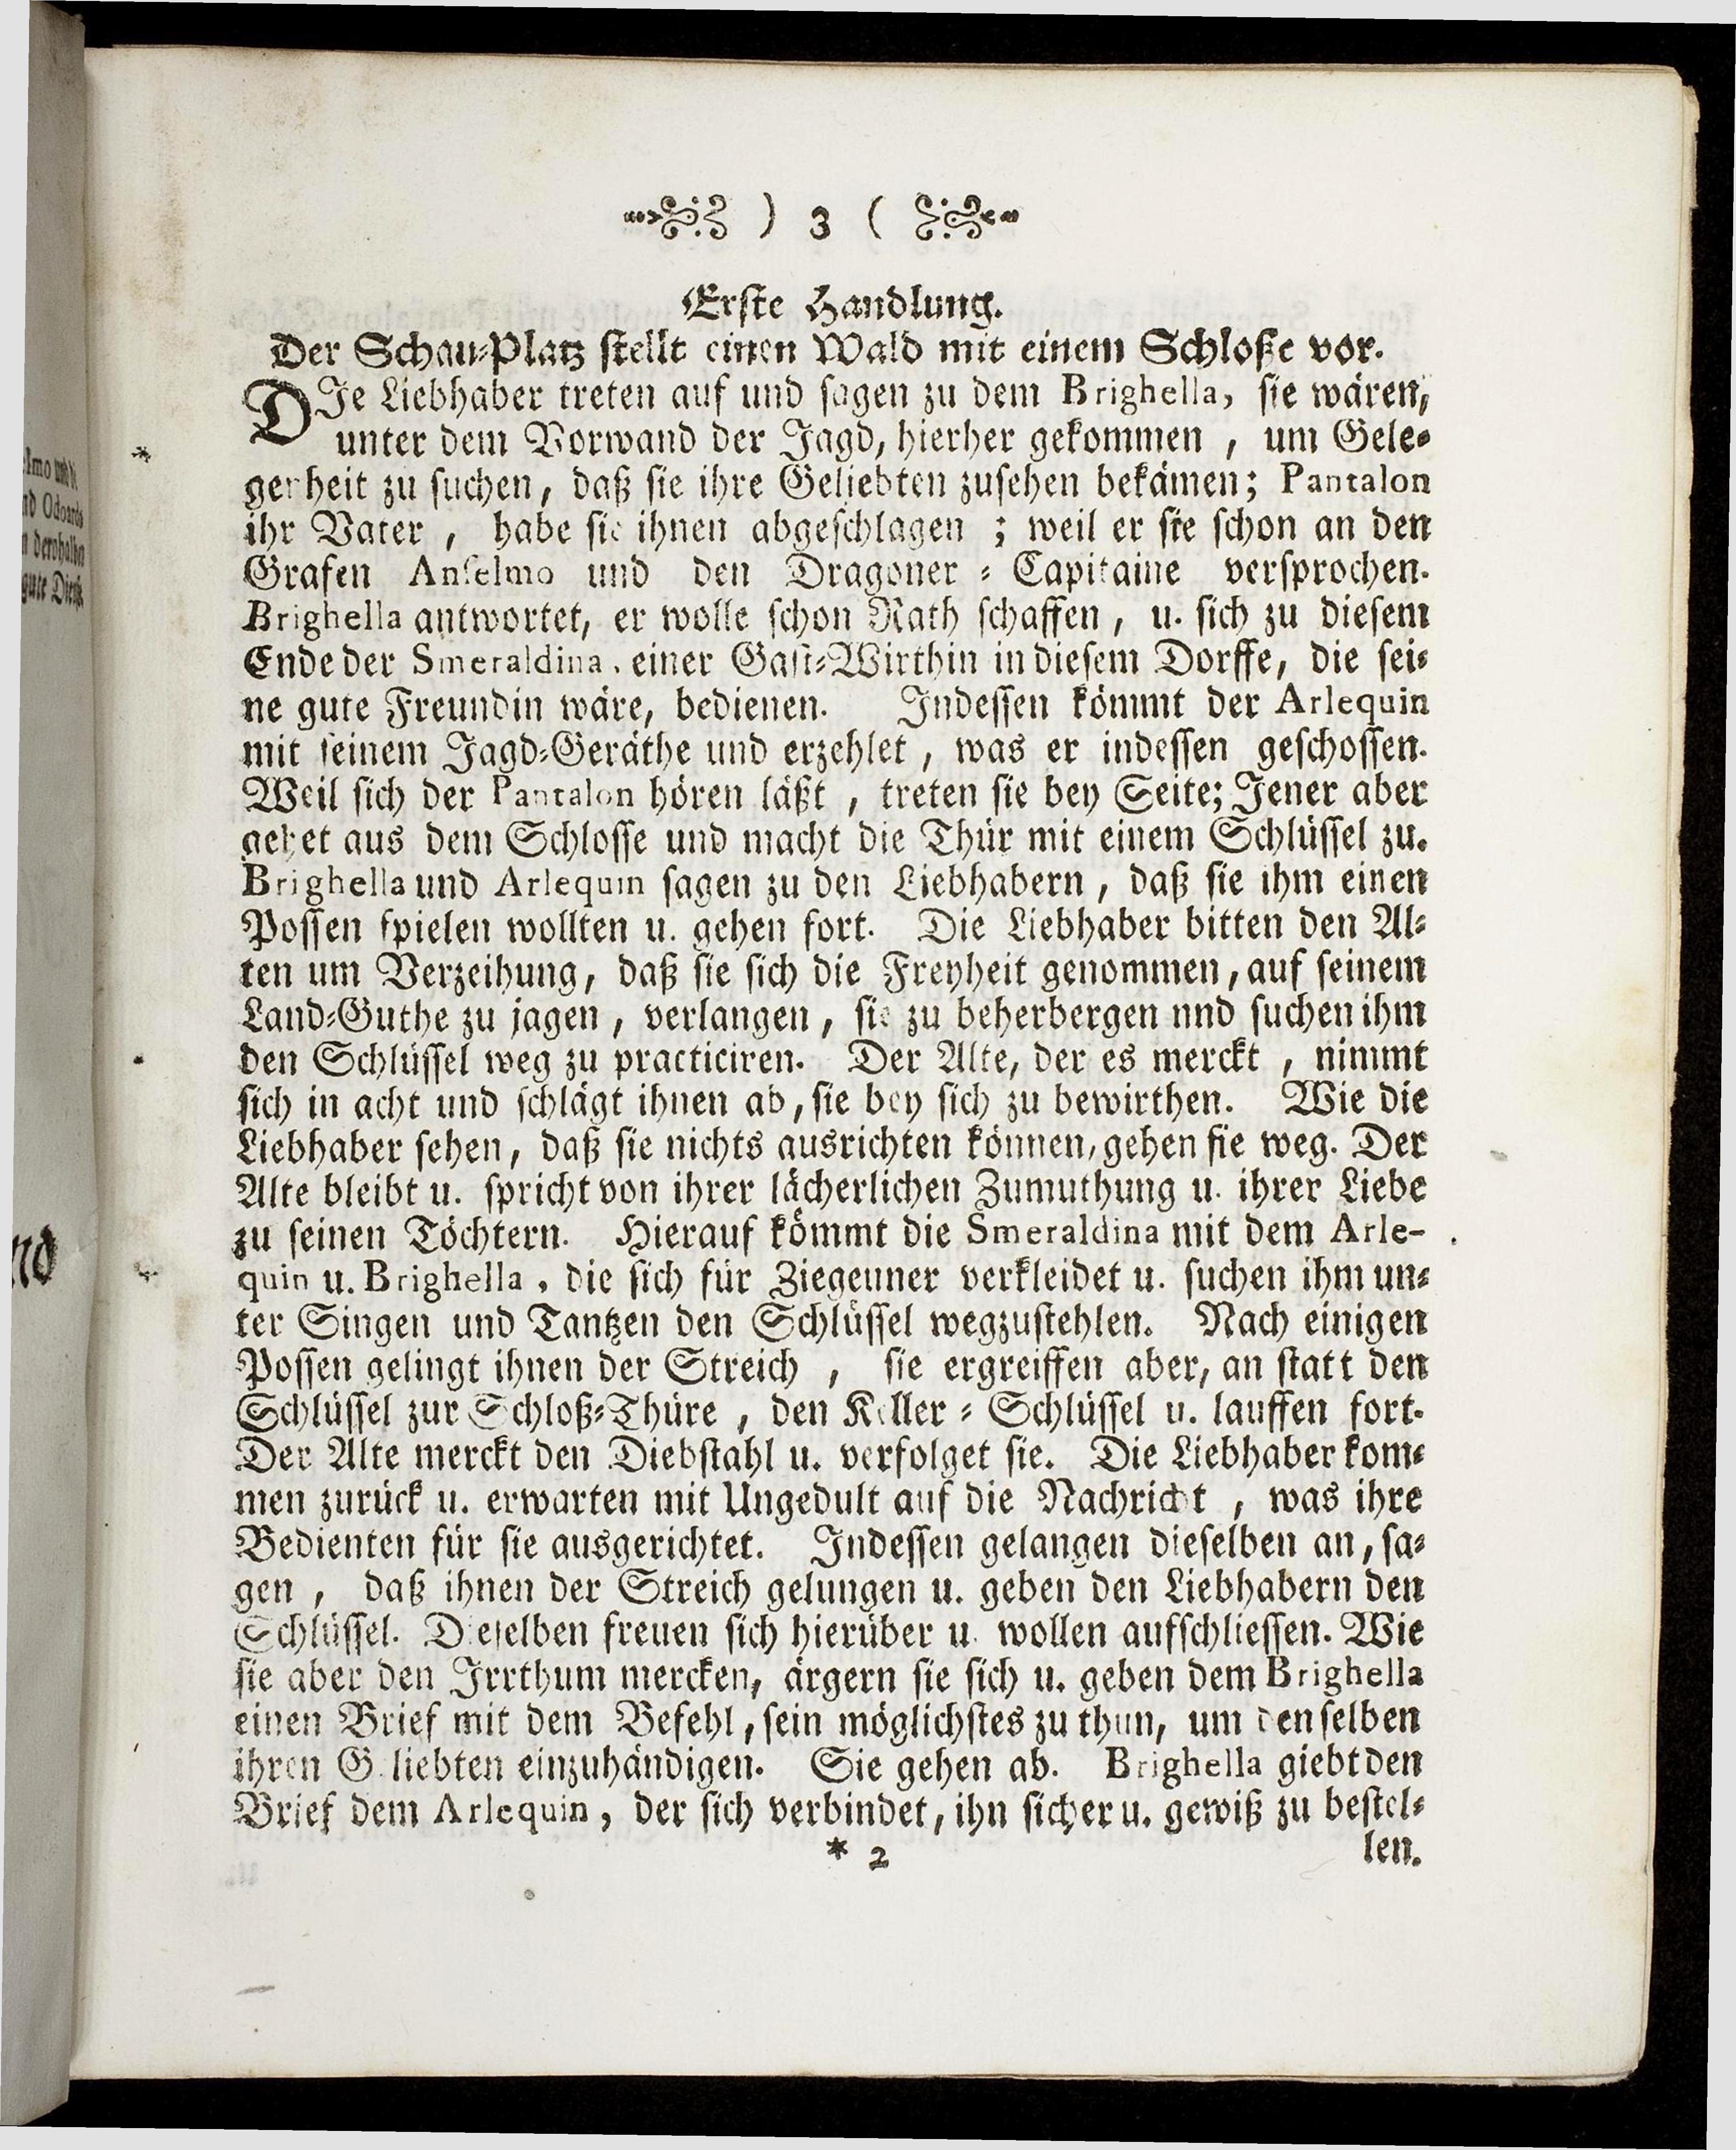 ) 3 (
Erste Handlung.
Der Schau-Platz stellt einen Wald mit einem Schloße vor.
DIe Liebhaber treten auf und sagen zu dem Brighella, sie wären,
unter dem Vorwand der Jagd, hierher gekommen , um Gele-
genheit zu suchen, daß sie ihre Geliebten zusehen bekämen; Pantalon
ihr Vater , habe sie ihnen abgeschlagen ; weil er sie schon an den
Grafen Anselmo und den Dragoner - Capitaine versprochen.
Brighella antwortet, er wolle schon Rath schaffen , u. sich zu diesem
Ende der Smeraldina, einer Gast-Wirthin in diesem Dorffe, die sei-
ne gute Freundin wäre, bedienen. Indessen kömmt der Arlequin
mit seinem Jagd-Geräthe und erzehlet , was er indessen geschossen.
Weil sich der Pantalon hören läßt , treten sie bey Seite; Jener aber
gehet aus dem Schlosse und macht die Thür mit einem Schlüssel zu.
Brighella und Arlequin sagen zu den Liebhabern , daß sie ihm einen
Possen spielen wollten u. gehen fort. Die Liebhaber bitten den Al-
ten um Verzeihung, daß sie sich die Freyheit genommen, auf seinem
Land-Guthe zu jagen , verlangen , sie zu beherbergen nnd suchen ihm
den Schlüssel weg zu practiciren. Der Alte, der es merckt , nimmt
sich in acht und schlägt ihnen ab, sie bey sich zu bewirthen. Wie die
Liebhaber sehen, daß sie nichts ausrichten können, gehen sie weg. Der
Alte bleibt u. spricht von ihrer lächerlichen Zumuthung u. ihrer Liebe
zu seinen Töchtern. Hierauf kömmt die Smeraldina mit dem Arle-
quin u. Brighella , die sich für Ziegeuner verkleidet u. suchen ihm un-
ter Singen und Tantzen den Schlüssel wegzustehlen. Nach einigen
Possen gelingt ihnen der Streich , sie ergreiffen aber, an statt den
Schlüssel zur Schloß-Thüre , den Keller - Schlüssel u. lauffen fort.
Der Alte merckt den Diebstahl u. verfolget sie. Die Liebhaber kom-
men zurück u. erwarten mit Ungedult auf die Nachricht , was ihre
Bedienten für sie ausgerichtet. Indessen gelangen dieselben an, sa-
gen , daß ihnen der Streich gelungen u. geben den Liebhabern den
Schlüssel. Dieselben freuen sich hierüber u. wollen aufschliessen. Wie
sie aber den Irrthum mercken, ärgern sie sich u. geben dem Brighella
einen Brief mit dem Befehl, sein möglichstes zu thun, um denselben
ihren Geliebten einzuhändigen. Sie gehen ab. Brighella giebt den
Brief dem Arlequin, der sich verbindet, ihn sicher u. gewiß zu bestel-
* 2 len.